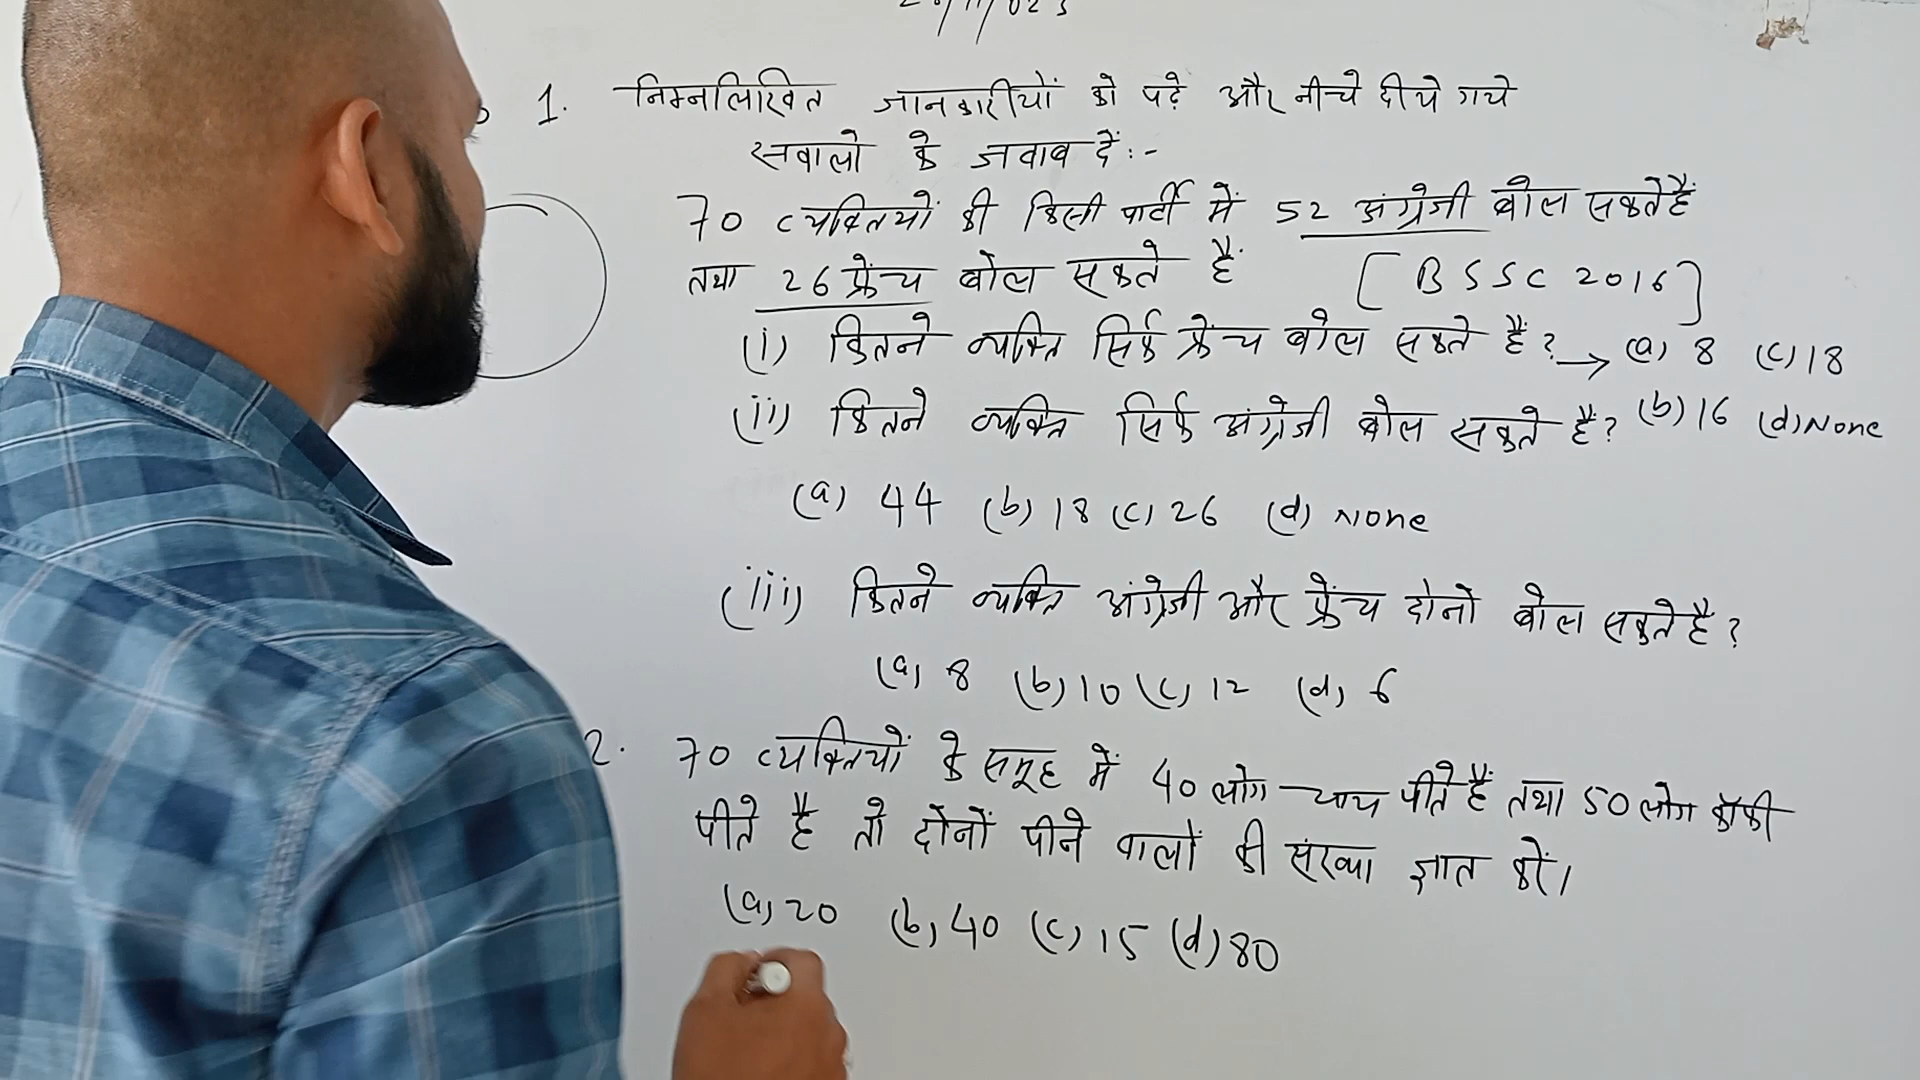 1. निम्नलिखित जानकारीयों को पढ़े और नीचे दीये गये
सवालो के जवाब दें:-
70 व्यक्तियों की किसी पार्टी में 52 अंग्रेजी बोल सकते हैं
तथा 26 फ्रेंच बोल सकते हैं [BSSC 2016]
(i) कितने व्यक्ति सिर्फ फ्रेंच बोल सकते हैं? → (a) 8 (c) 18
(ii) कितने व्यक्ति सिर्फ अंग्रेजी बोल सकते हैं? (b) 16 (d) None
(a) 44 (b) 18 (c) 26 (d) None
(iii) कितने व्यक्ति अंग्रेजी और फ्रेंच दोनो बोल सकते है?
(a) 8 (b) 10 (c) 12 (d) 6
2. 70 व्यक्तियों के समूह में 40 लोग चाय पीते हैं तथा 50 लोग कॉफी
पीते है तो दोनों पीने वालों की संख्या ज्ञात करें।
(a) 20 (b) 40 (c) 15 (d) 80